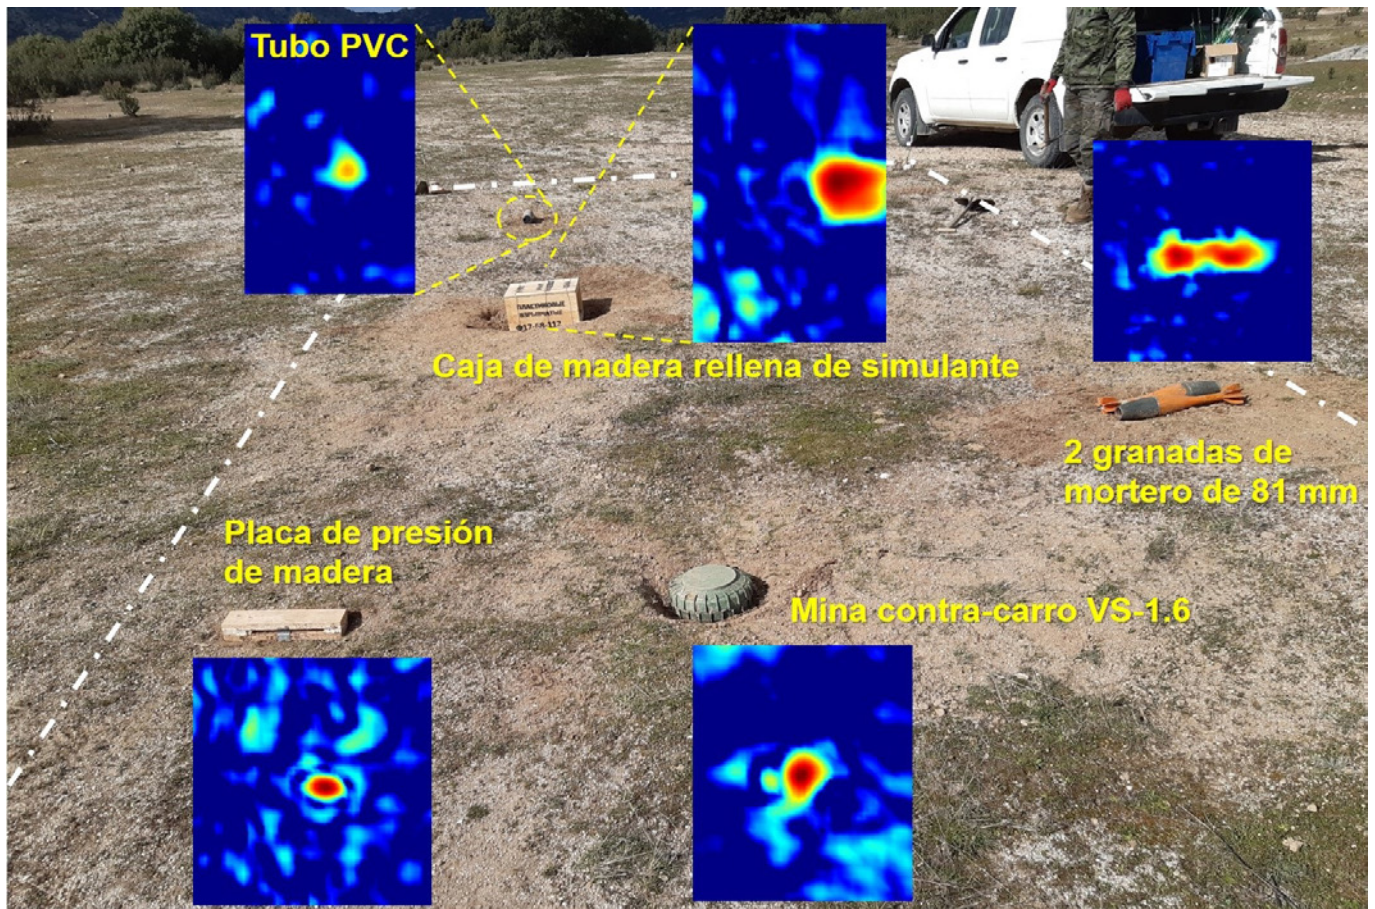 Tubo PVC
ПЛАСТИКОВЫЕ
Caja de madera rellena de simulante
2 granadas de
mortero de 81 mm
Placa de presión
de madera
Mina contra-carro VS-1.6